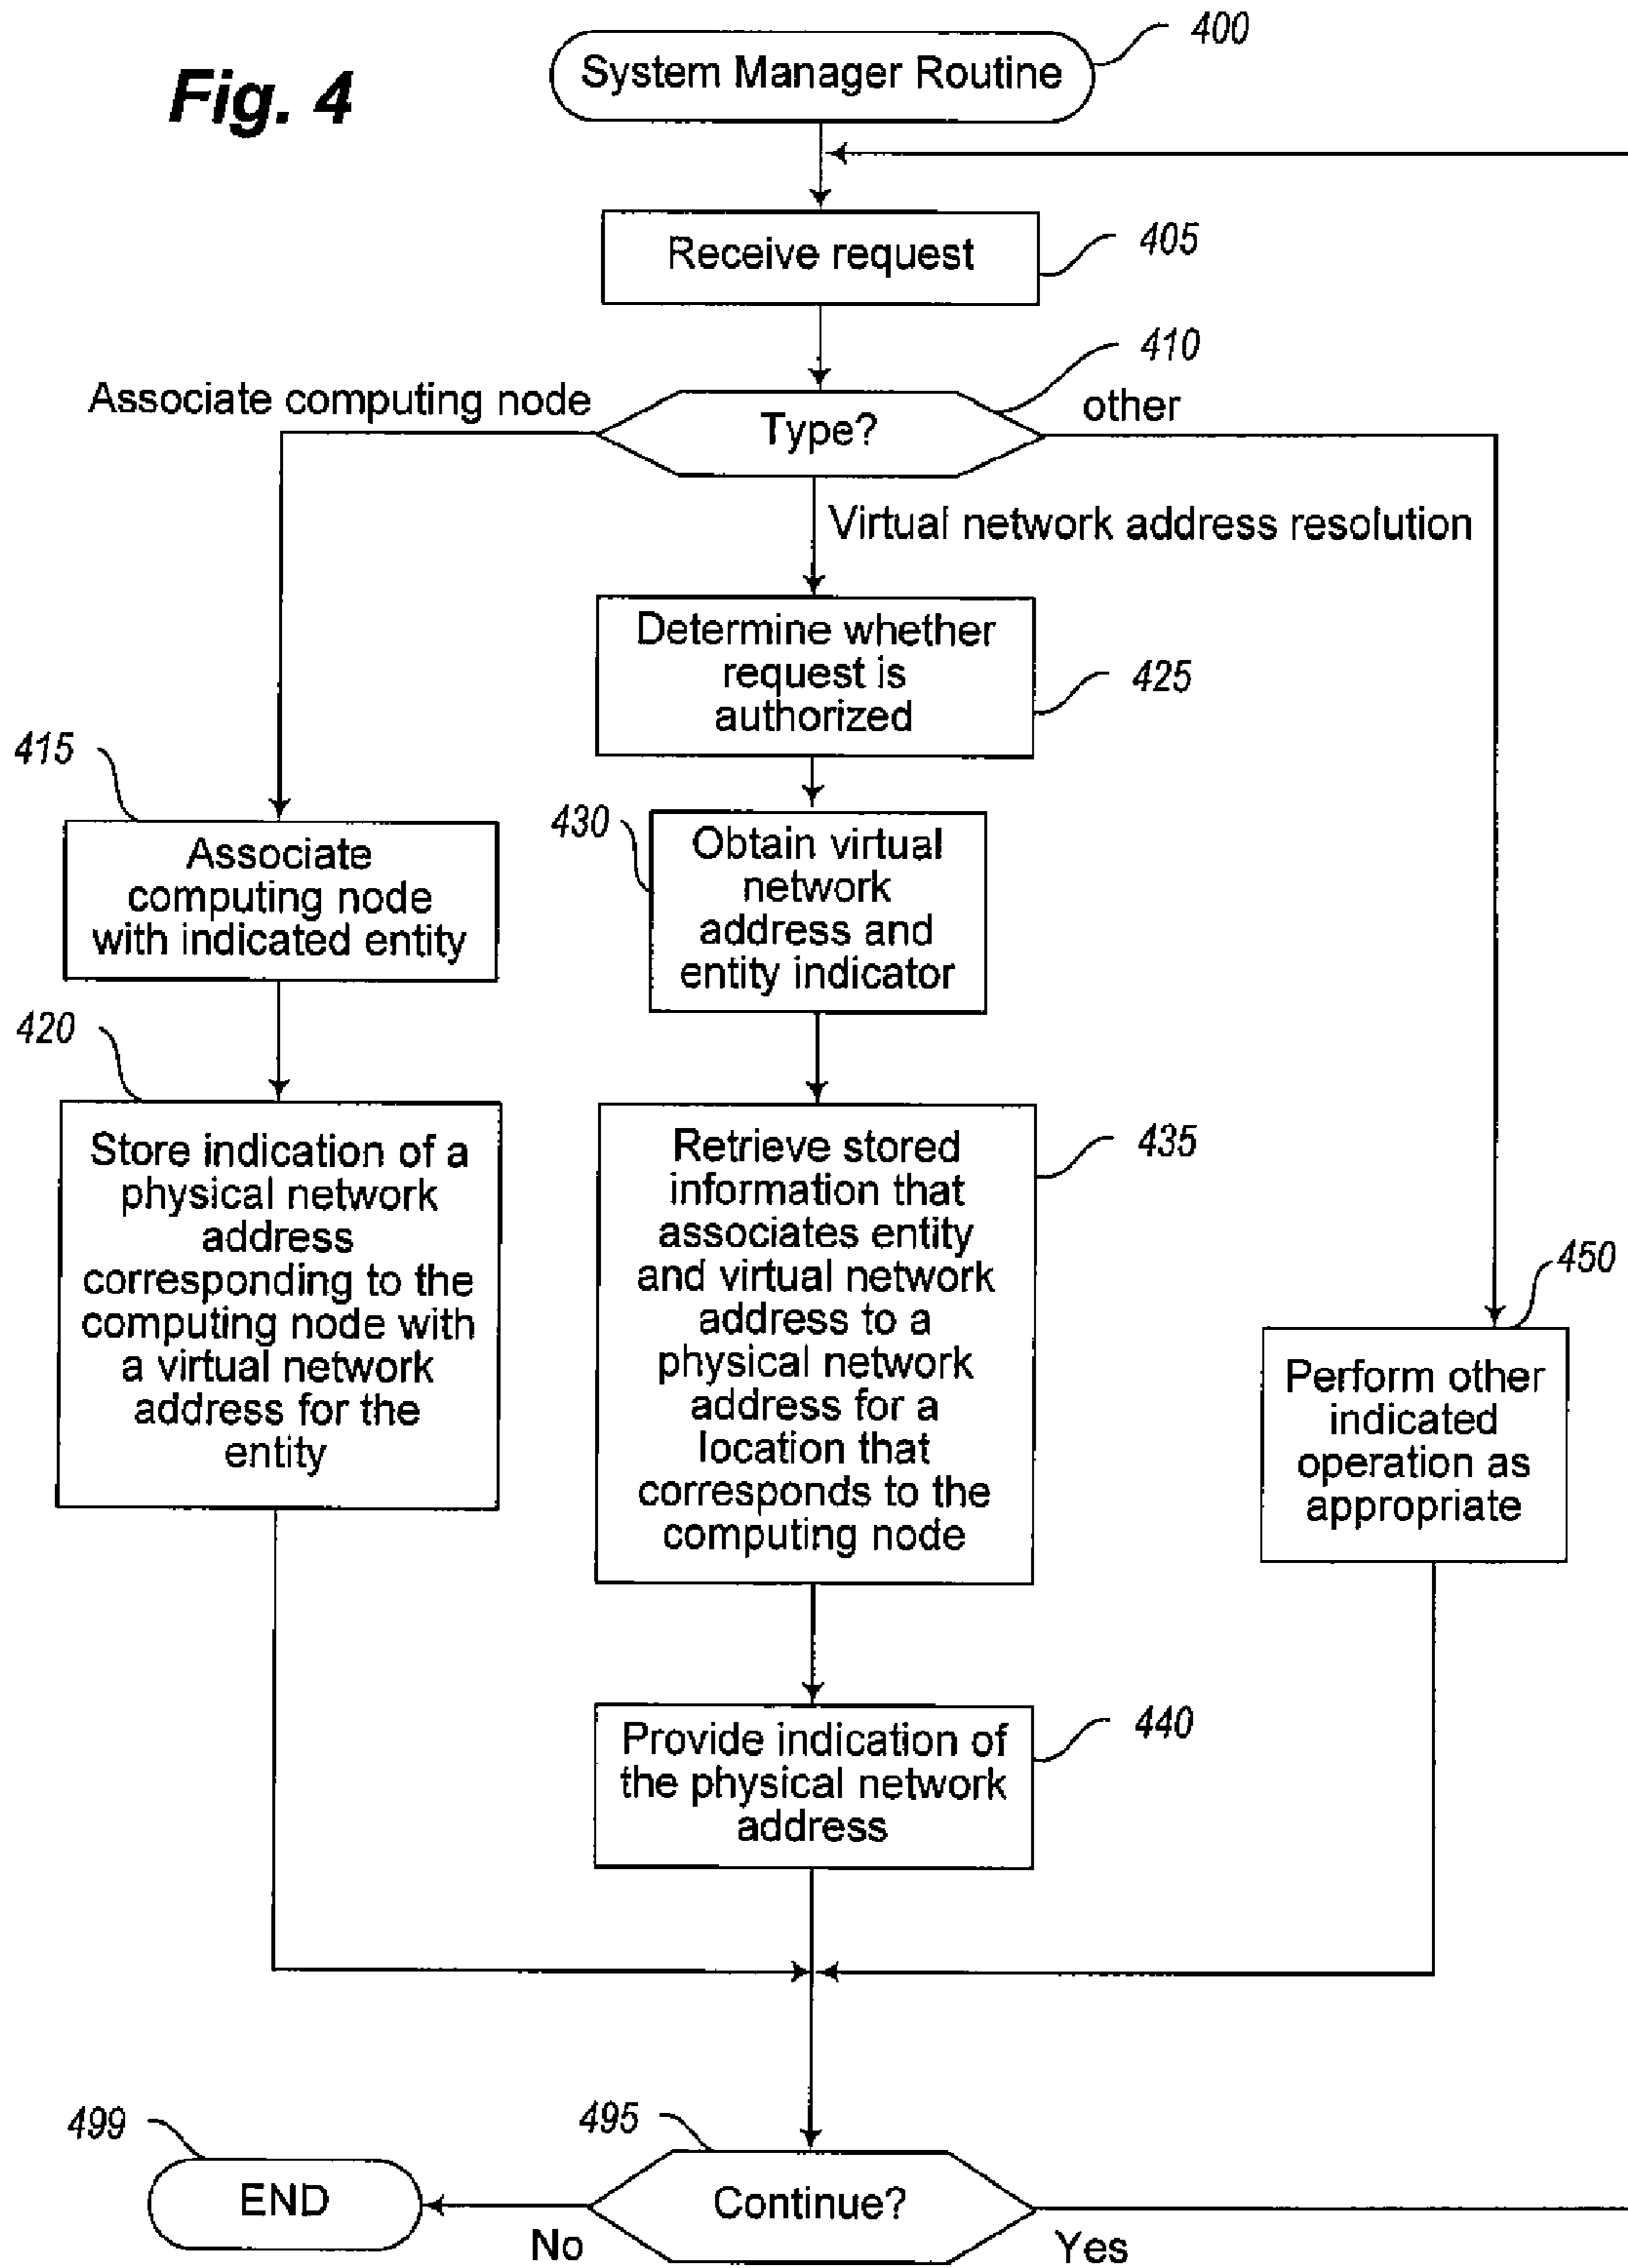 Fig. 4
System Manager Routine
400
Receive request
405
410
Associate computing node
Type?
other
Virtual network address resolution
Determine whether
request is
authorized
425
415
Associate
computing node
with indicated entity
430
Obtain virtual
network
address and
entity indicator
420
Store indication of a
physical network
address
corresponding to the
computing node with
a virtual network
address for the
entity
Retrieve stored
information that
associates entity
and virtual network
address to a
physical network
address for a
location that
corresponds to the
computing node
435
450
Perform other
indicated
operation as
appropriate
Provide indication of
the physical network
address
440
499
END
495
Continue?
No
Yes